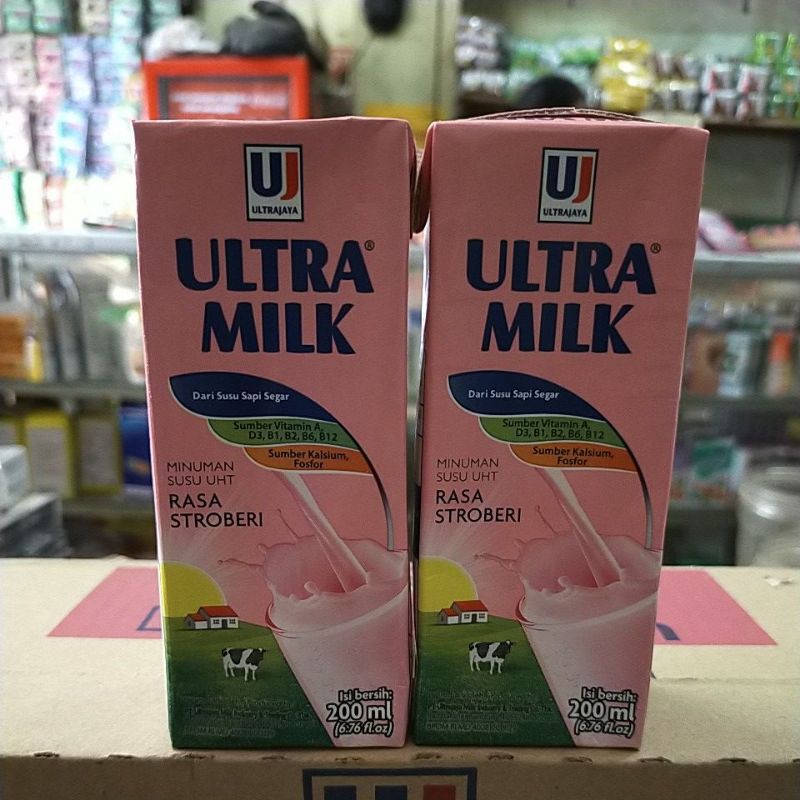 UJ
ULTRAJAYA
ULTRA®
MILK
Dari Susu Sapi Segar
Sumber Vitamin A,
D3, B1, B2, B6, B12
Sumber Kalsium,
Fosfor
MINUMAN
SUSU UHT
RASA
STROBERI
Isi bersih:
200 ml
(6.76 fl.oz)
UJ
ULTRAJAYA
ULTRA®
MILK
Dari Susu Sapi Segar
Sumber Vitamin A,
D3, B1, B2, B6, B12
Sumber Kalsium,
Fosfor
MINUMAN
SUSU UHT
RASA
STROBERI
Isi bersih:
200 ml
(6.76 fl.oz)